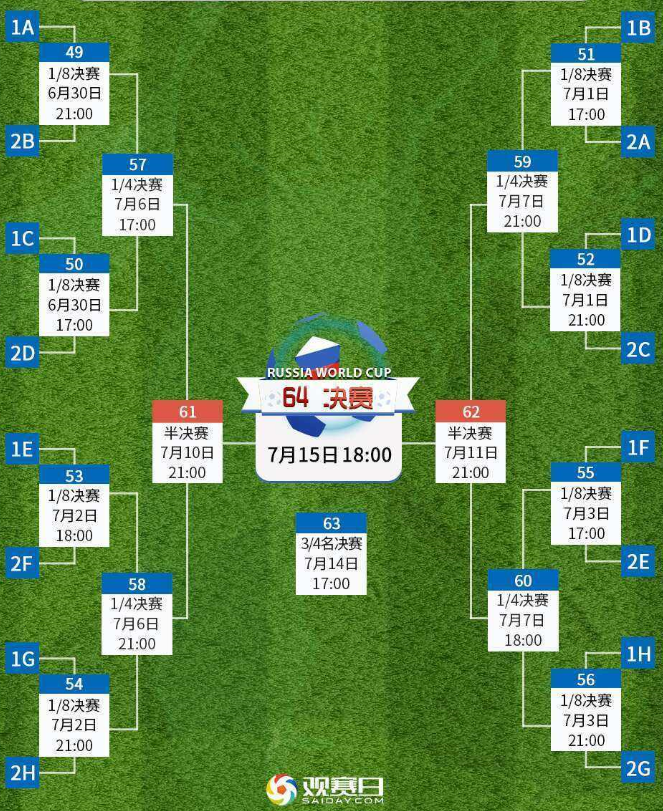 1A
49
1/8决赛
6月30日
21:00
2B
57
1/4决赛
7月6日
17:00
1C
50
1/8决赛
6月30日
17:00
2D
61
半决赛
7月10日
21:00
1E
53
1/8决赛
7月2日
18:00
2F
58
1/4决赛
7月6日
21:00
1G
54
1/8决赛
7月2日
21:00
2H
RUSSIA WORLD CUP
64 决赛
7月15日 18:00
63
3/4名决赛
7月14日
17:00
1B
51
1/8决赛
7月1日
17:00
2A
59
1/4决赛
7月7日
21:00
1D
52
1/8决赛
7月1日
21:00
2C
62
半决赛
7月11日
21:00
1F
55
1/8决赛
7月3日
17:00
2E
60
1/4决赛
7月7日
18:00
1H
56
1/8决赛
7月3日
21:00
2G
观赛日
SAIDAY.COM